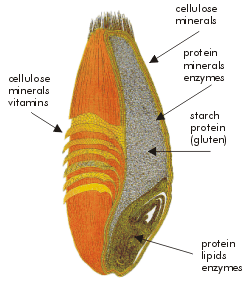 cellulose
minerals
protein
minerals
enzymes
cellulose
minerals
vitamins
starch
protein
(gluten)
protein
lipids
enzymes